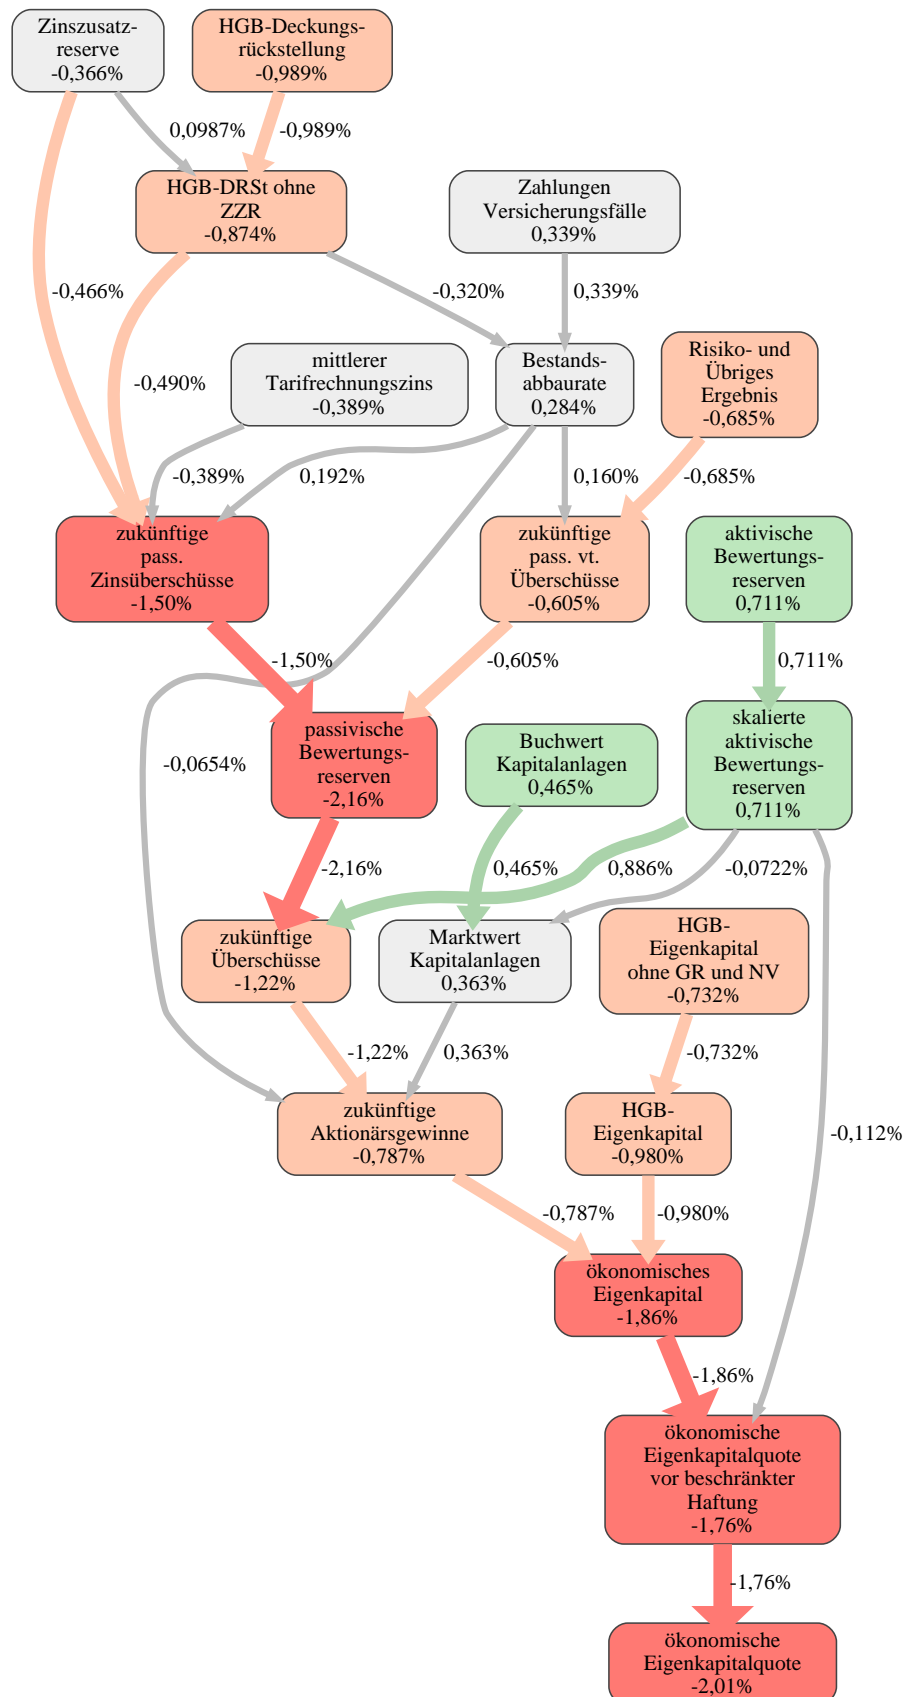 Zinszusatz-
reserve
-0,366%
HGB-Deckungs-
rückstellung
-0,989%
0,0987%
-0,989%
HGB-DRSt ohne
ZZR
-0,874%
Zahlungen
Versicherungsfälle
0,339%
-0,466%
-0,320%
0,339%
mittlerer
Tarifrechnungszins
-0,389%
Bestands-
abbaurate
0,284%
Risiko- und
Übriges
Ergebnis
-0,685%
-0,490%
-0,389%
0,192%
0,160%
-0,685%
zukünftige
pass.
Zinsüberschüsse
-1,50%
zukünftige
pass. vt.
Überschüsse
-0,605%
aktivische
Bewertungs-
reserven
0,711%
-1,50%
-0,605%
0,711%
-0,0654%
passivische
Bewertungs-
reserven
-2,16%
Buchwert
Kapitalanlagen
0,465%
skalierte
aktivische
Bewertungs-
reserven
0,711%
-2,16%
0,465%
0,886%
-0,0722%
zukünftige
Überschüsse
-1,22%
Marktwert
Kapitalanlagen
0,363%
HGB-
Eigenkapital
ohne GR und NV
-0,732%
-1,22%
0,363%
-0,732%
zukünftige
Aktionärsgewinne
-0,787%
HGB-
Eigenkapital
-0,980%
-0,112%
-0,787%
-0,980%
ökonomisches
Eigenkapital
-1,86%
-1,86%
ökonomische
Eigenkapitalquote
vor beschränkter
Haftung
-1,76%
-1,76%
ökonomische
Eigenkapitalquote
-2,01%